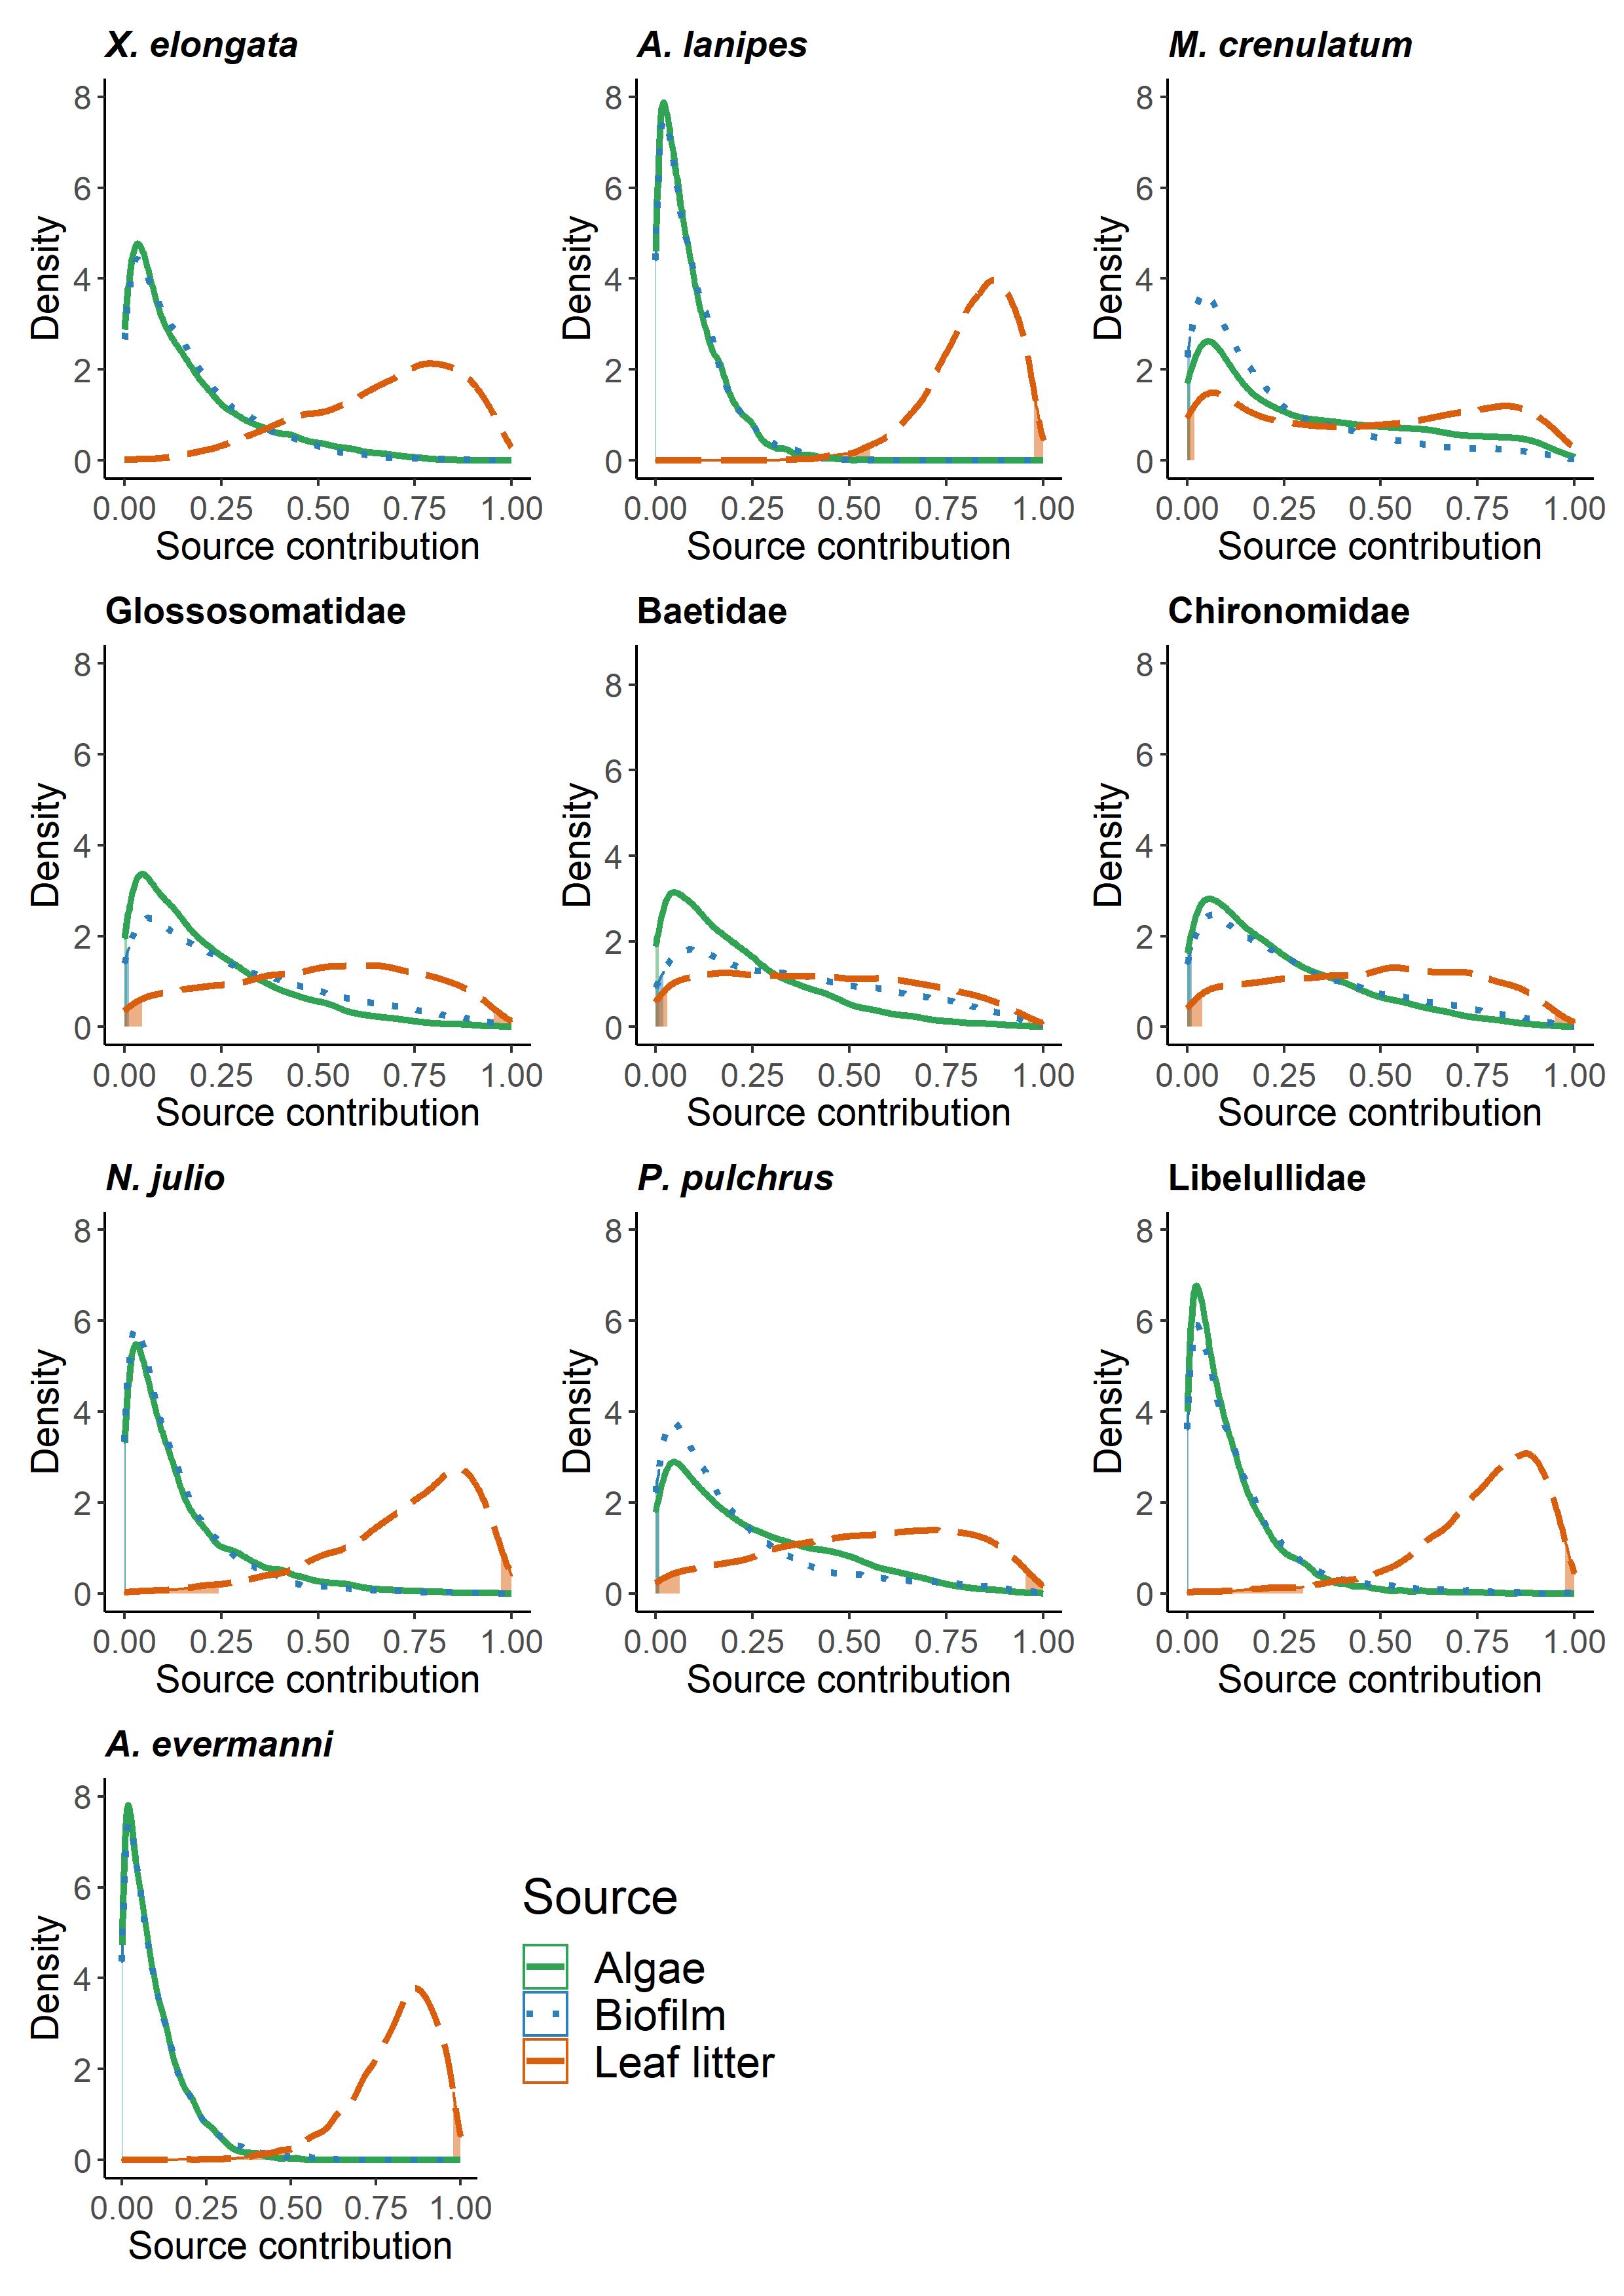 X. elongata
A. lanipes
M. crenulatum
8
6
4
2
0
Density
0.00 0.25 0.50 0.75 1.00
Source contribution
8
6
4
2
0
Density
0.00 0.25 0.50 0.75 1.00
Source contribution
8
6
4
2
0
Density
0.00 0.25 0.50 0.75 1.00
Source contribution
Glossosomatidae
Baetidae
Chironomidae
8
6
4
2
0
Density
0.00 0.25 0.50 0.75 1.00
Source contribution
8
6
4
2
0
Density
0.00 0.25 0.50 0.75 1.00
Source contribution
8
6
4
2
0
Density
0.00 0.25 0.50 0.75 1.00
Source contribution
N. julio
P. pulchrus
Libelullidae
8
6
4
2
0
Density
0.00 0.25 0.50 0.75 1.00
Source contribution
8
6
4
2
0
Density
0.00 0.25 0.50 0.75 1.00
Source contribution
8
6
4
2
0
Density
0.00 0.25 0.50 0.75 1.00
Source contribution
A. evermanni
8
6
4
2
0
Density
0.00 0.25 0.50 0.75 1.00
Source contribution
Source
Algae
Biofilm
Leaf litter